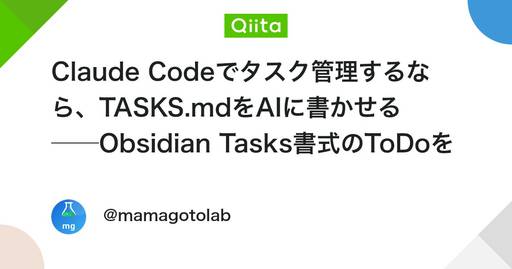 Qiita
Claude Codeでタスク管理するな
ら、TASKS.mdをAIに書かせる
──Obsidian Tasks書式のToDoを
mg
@mamagotolab